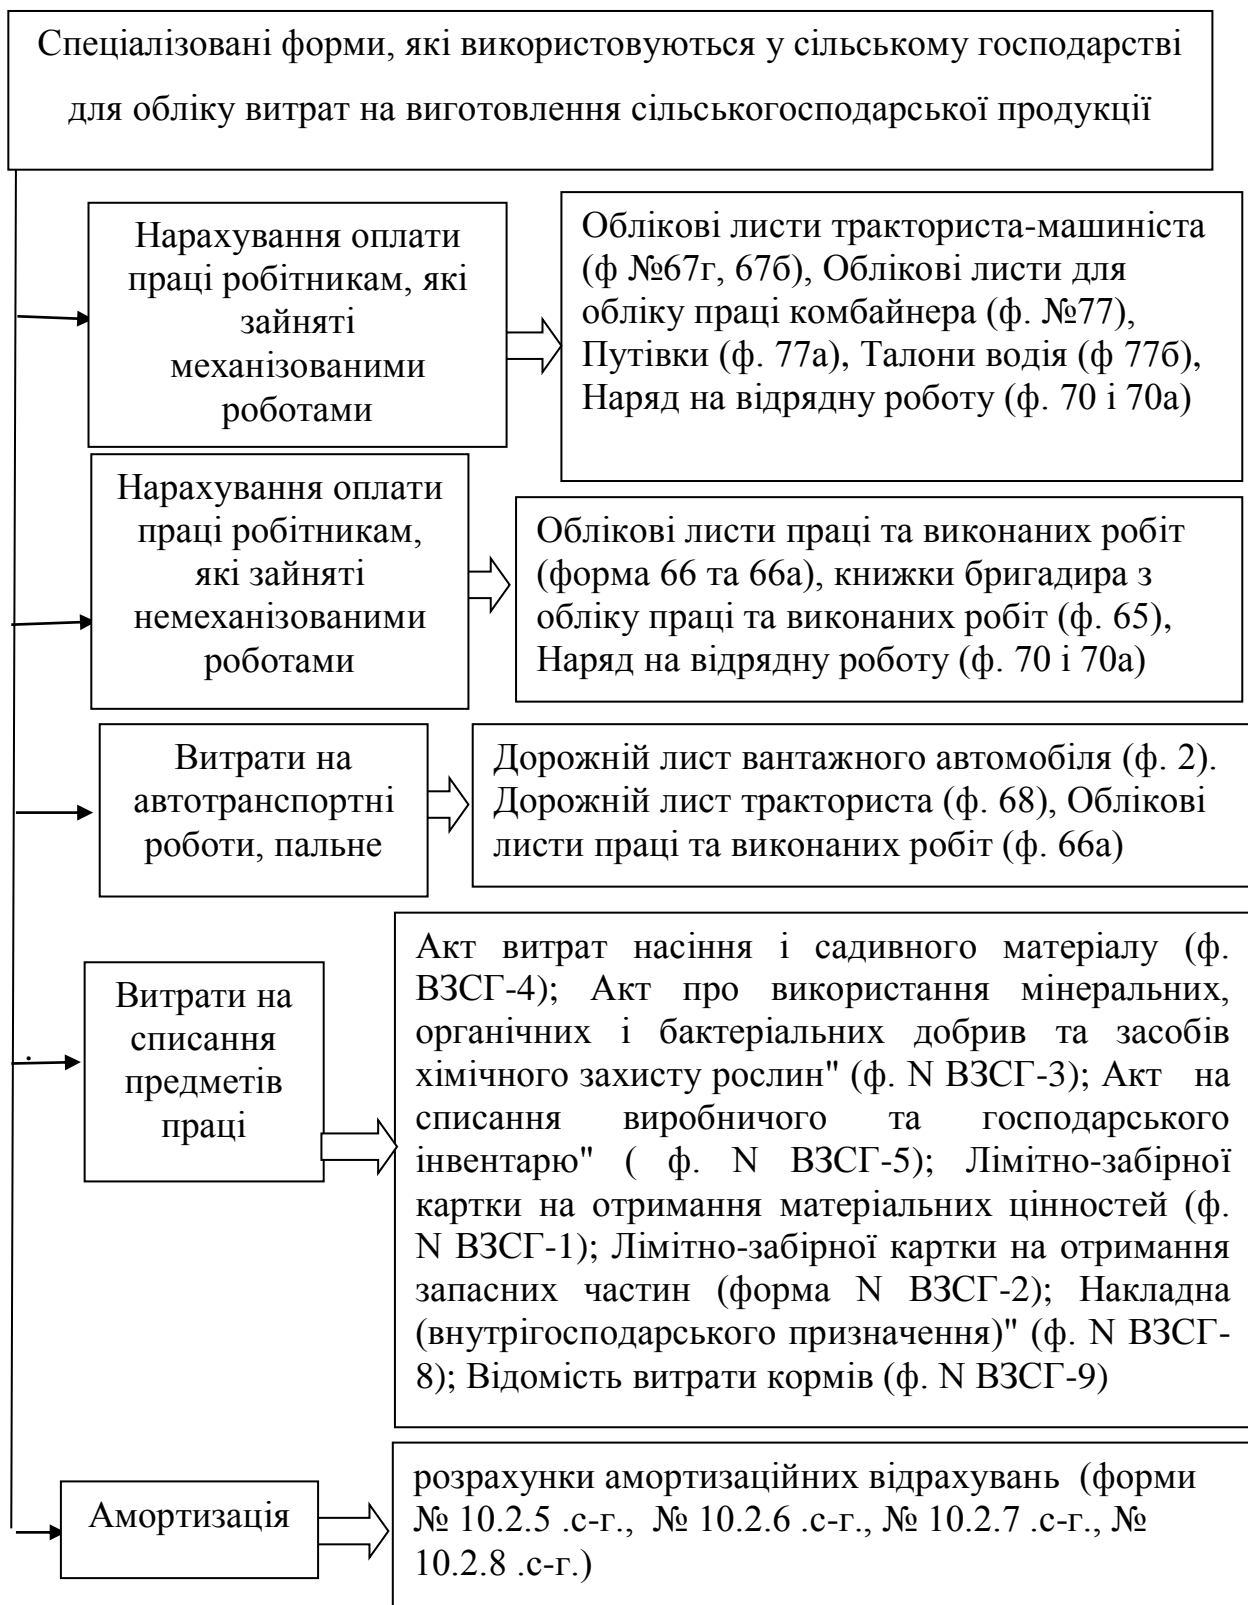 Спеціалізовані форми, які використовуються у сільському господарстві
для обліку витрат на виготовлення сільськогосподарської продукції
Нарахування оплати
праці робітникам, які
зайняті
механізованими
роботами
Облікові листи тракториста-машиніста
(ф №67г, 67б), Облікові листи для
обліку праці комбайнера (ф. №77),
Путівки (ф. 77а), Талони водія (ф 77б),
Наряд на відрядну роботу (ф. 70 і 70а)
Нарахування оплати
праці робітникам,
які зайняті
немеханізованими
роботами
Облікові листи праці та виконаних робіт
(форма 66 та 66а), книжки бригадира з
обліку праці та виконаних робіт (ф. 65),
Наряд на відрядну роботу (ф. 70 і 70а)
Витрати на
автотранспортні
роботи, пальне
Дорожній лист вантажного автомобіля (ф. 2).
Дорожній лист тракториста (ф. 68), Облікові
листи праці та виконаних робіт (ф. 66а)
Витрати на
списання
предметів
праці
Акт витрат насіння і садивного матеріалу (ф.
ВЗСГ-4); Акт про використання мінеральних,
органічних і бактеріальних добрив та засобів
хімічного захисту рослин" (ф. N ВЗСГ-3); Акт на
списання виробничого та господарського
інвентарю" ( ф. N ВЗСГ-5); Лімітно-забірної
картки на отримання матеріальних цінностей (ф.
N ВЗСГ-1); Лімітно-забірної картки на отримання
запасних частин (форма N ВЗСГ-2); Накладна
(внутрігосподарського призначення)" (ф. N ВЗСГ-
8); Відомість витрати кормів (ф. N ВЗСГ-9)
Амортизація
розрахунки амортизаційних відрахувань (форми
№ 10.2.5 .с-г., № 10.2.6 .с-г., № 10.2.7 .с-г., №
10.2.8 .с-г.)